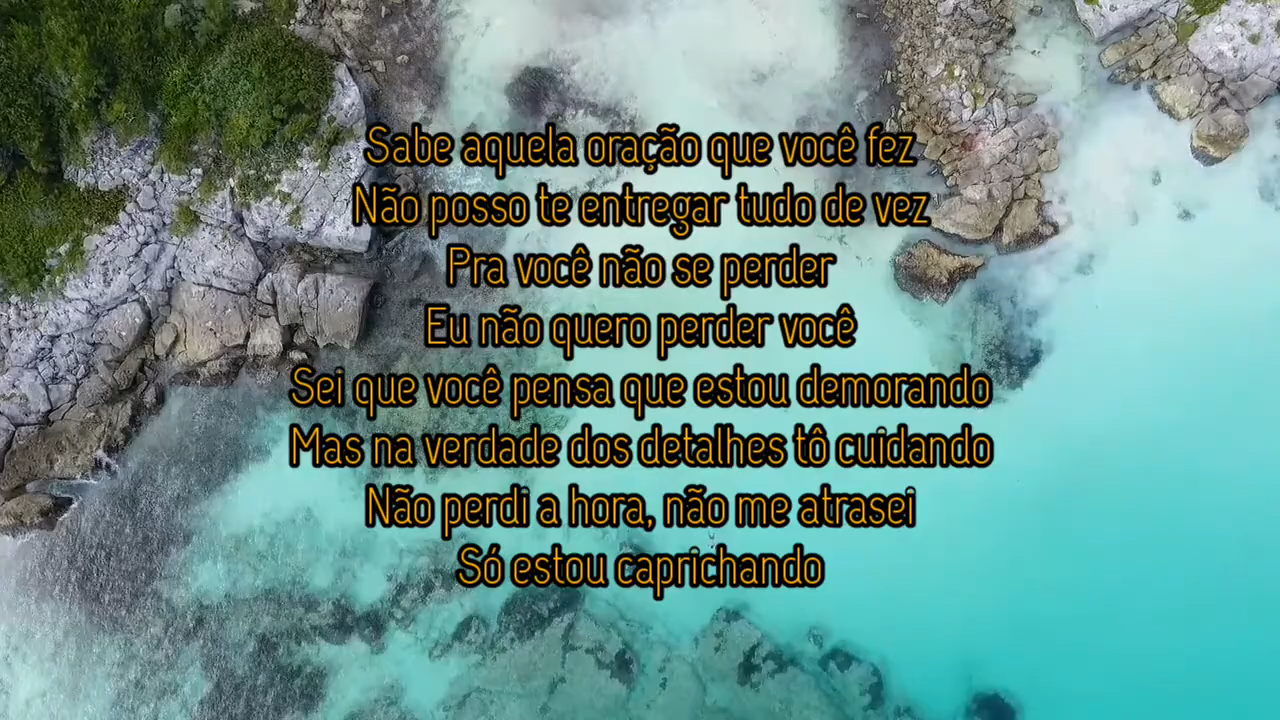 Sabe aquela oração que você fez
Não posso te entregar tudo de vez
Pra você não se perder
Eu não quero perder você
Sei que você pensa que estou demorando
Mas na verdade dos detalhes tô cuidando
Não perdi a hora, não me atrasei
Só estou caprichando